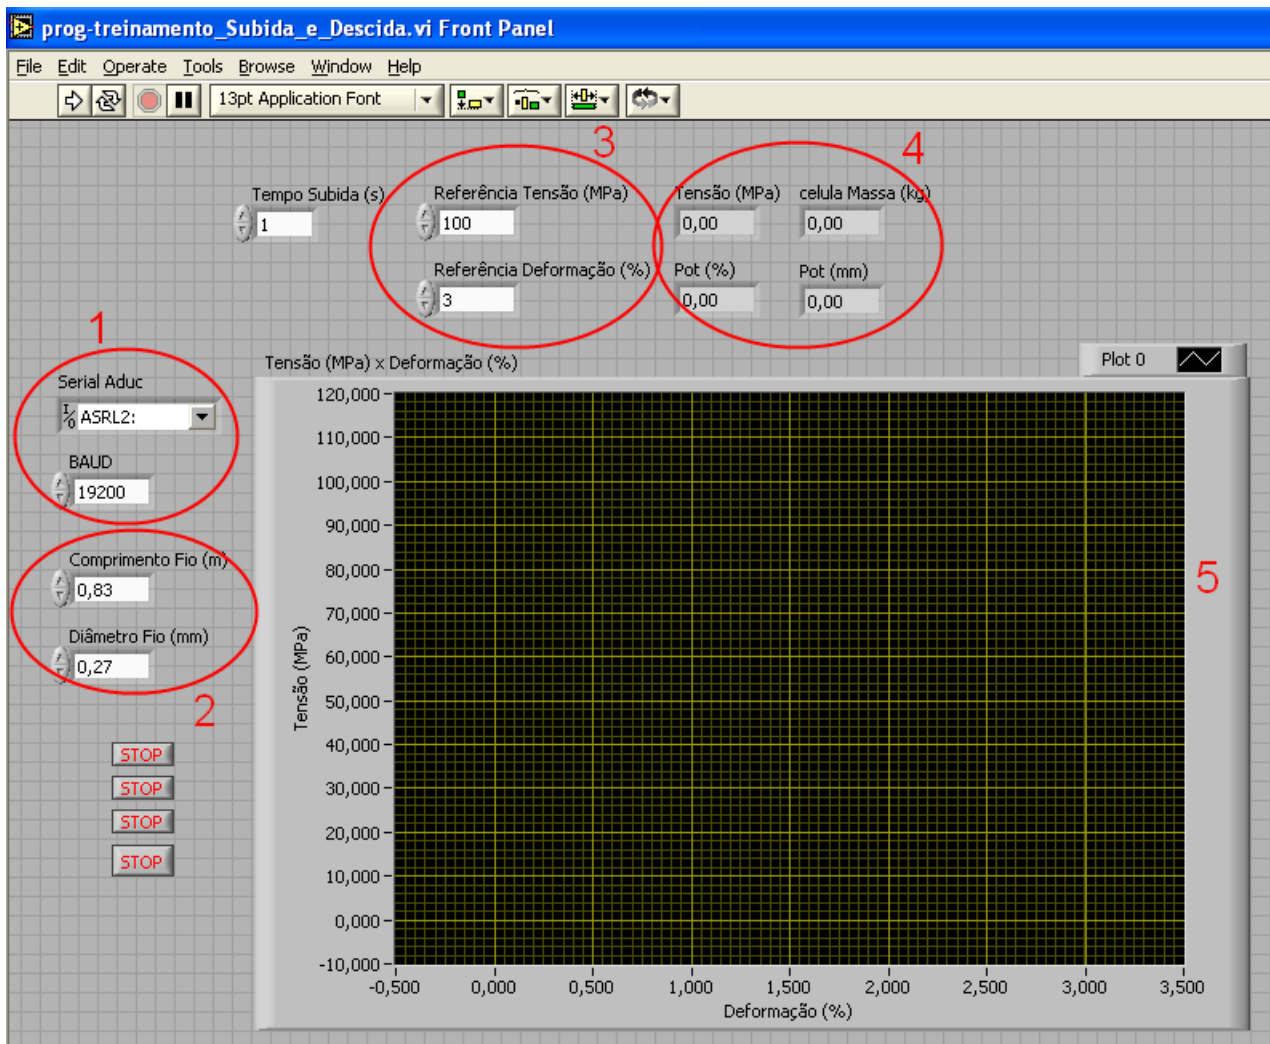 prog-treinamento_Subida_e_Descida.vi Front Panel
File Edit Operate Tools Browse Window Help
13pt Application Font
3
4
Tempo Subida (s)
1
Referência Tensão (MPa)
100
Referência Deformação (%)
3
Tensão (MPa)
0,00
celula Massa (kg)
0,00
Pot (%)
0,00
Pot (mm)
0,00
1
Serial Aduc
I/O ASRL2:
BAUD
19200
Comprimento Fio (m)
0,83
Diâmetro Fio (mm)
0,27
2
STOP
STOP
STOP
STOP
Tensão (MPa) x Deformação (%)
Plot 0
120,000
110,000
100,000
90,000
80,000
70,000
60,000
50,000
40,000
30,000
20,000
10,000
0,000
-10,000
Tensão (MPa)
5
-0,500 0,000 0,500 1,000 1,500 2,000 2,500 3,000 3,500
Deformação (%)